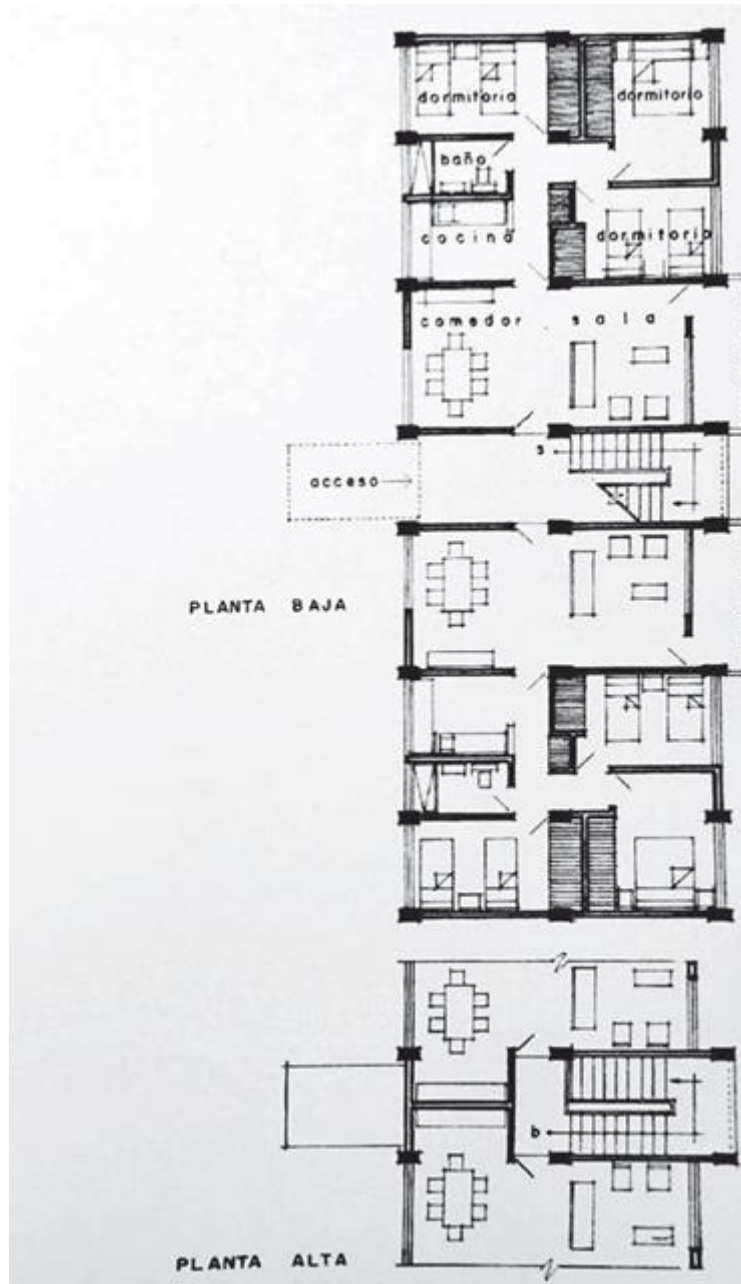 dormitorio dormitorio
baño
cocina dormitorio
comedor sala
s
acceso
PLANTA BAJA
b
PLANTA ALTA